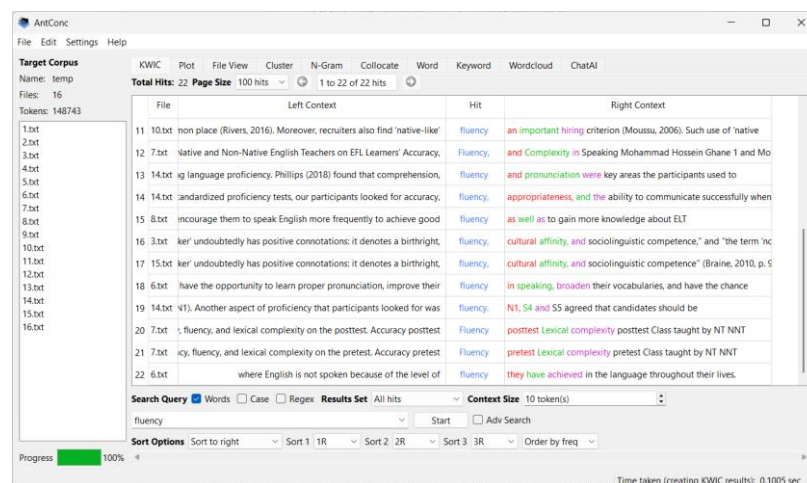 AntConc
File Edit Settings Help
Target Corpus
Name: temp
Files: 16
Tokens: 148743
1.txt
2.txt
3.txt
4.txt
5.txt
6.txt
7.txt
8.txt
9.txt
10.txt
11.txt
12.txt
13.txt
14.txt
15.txt
16.txt
Progress 100%
KWIC Plot File View Cluster N-Gram Collocate Word Keyword Wordcloud ChatAI
Total Hits: 22 Page Size 100 hits 1 to 22 of 22 hits
File Left Context Hit Right Context
11 10.txt non place (Rivers, 2016). Moreover, recruiters also find 'native-like' fluency an important hiring criterion (Moussu, 2006). Such use of 'native
12 7.txt Native and Non-Native English Teachers on EFL Learners' Accuracy, Fluency, and Complexity in Speaking Mohammad Hossein Ghane 1 and Mo
13 14.txt language proficiency. Phillips (2018) found that comprehension, fluency and pronunciation were key areas the participants used to
14 14.txt andardized proficiency tests, our participants looked for accuracy, fluency, appropriateness, and the ability to communicate successfully when
15 8.txt encourage them to speak English more frequently to achieve good fluency as well as to gain more knowledge about ELT
16 3.txt ker' undoubtedly has positive connotations: it denotes a birthright, fluency, cultural affinity, and sociolinguistic competence," and "the term 'nc
17 15.txt ker' undoubtedly has positive connotations: it denotes a birthright, fluency, cultural affinity, and sociolinguistic competence" (Braine, 2010, p. 9
18 6.txt have the opportunity to learn proper pronunciation, improve their fluency in speaking, broaden their vocabularies, and have the chance
19 14.txt N1). Another aspect of proficiency that participants looked for was fluency. N1, S4 and S5 agreed that candidates should be
20 7.txt , fluency, and lexical complexity on the posttest. Accuracy posttest Fluency posttest Lexical complexity posttest Class taught by NT NNT
21 7.txt cy, fluency, and lexical complexity on the pretest. Accuracy pretest Fluency pretest Lexical complexity pretest Class taught by NT NNT
22 6.txt where English is not spoken because of the level of fluency they have achieved in the language throughout their lives.
Search Query Words Case Regex Results Set All hits Context Size 10 token(s)
fluency Start Adv Search
Sort Options Sort to right Sort 1 1R Sort 2 2R Sort 3 3R Order by freq
Time taken (creating KWIC results): 0.1005 sec